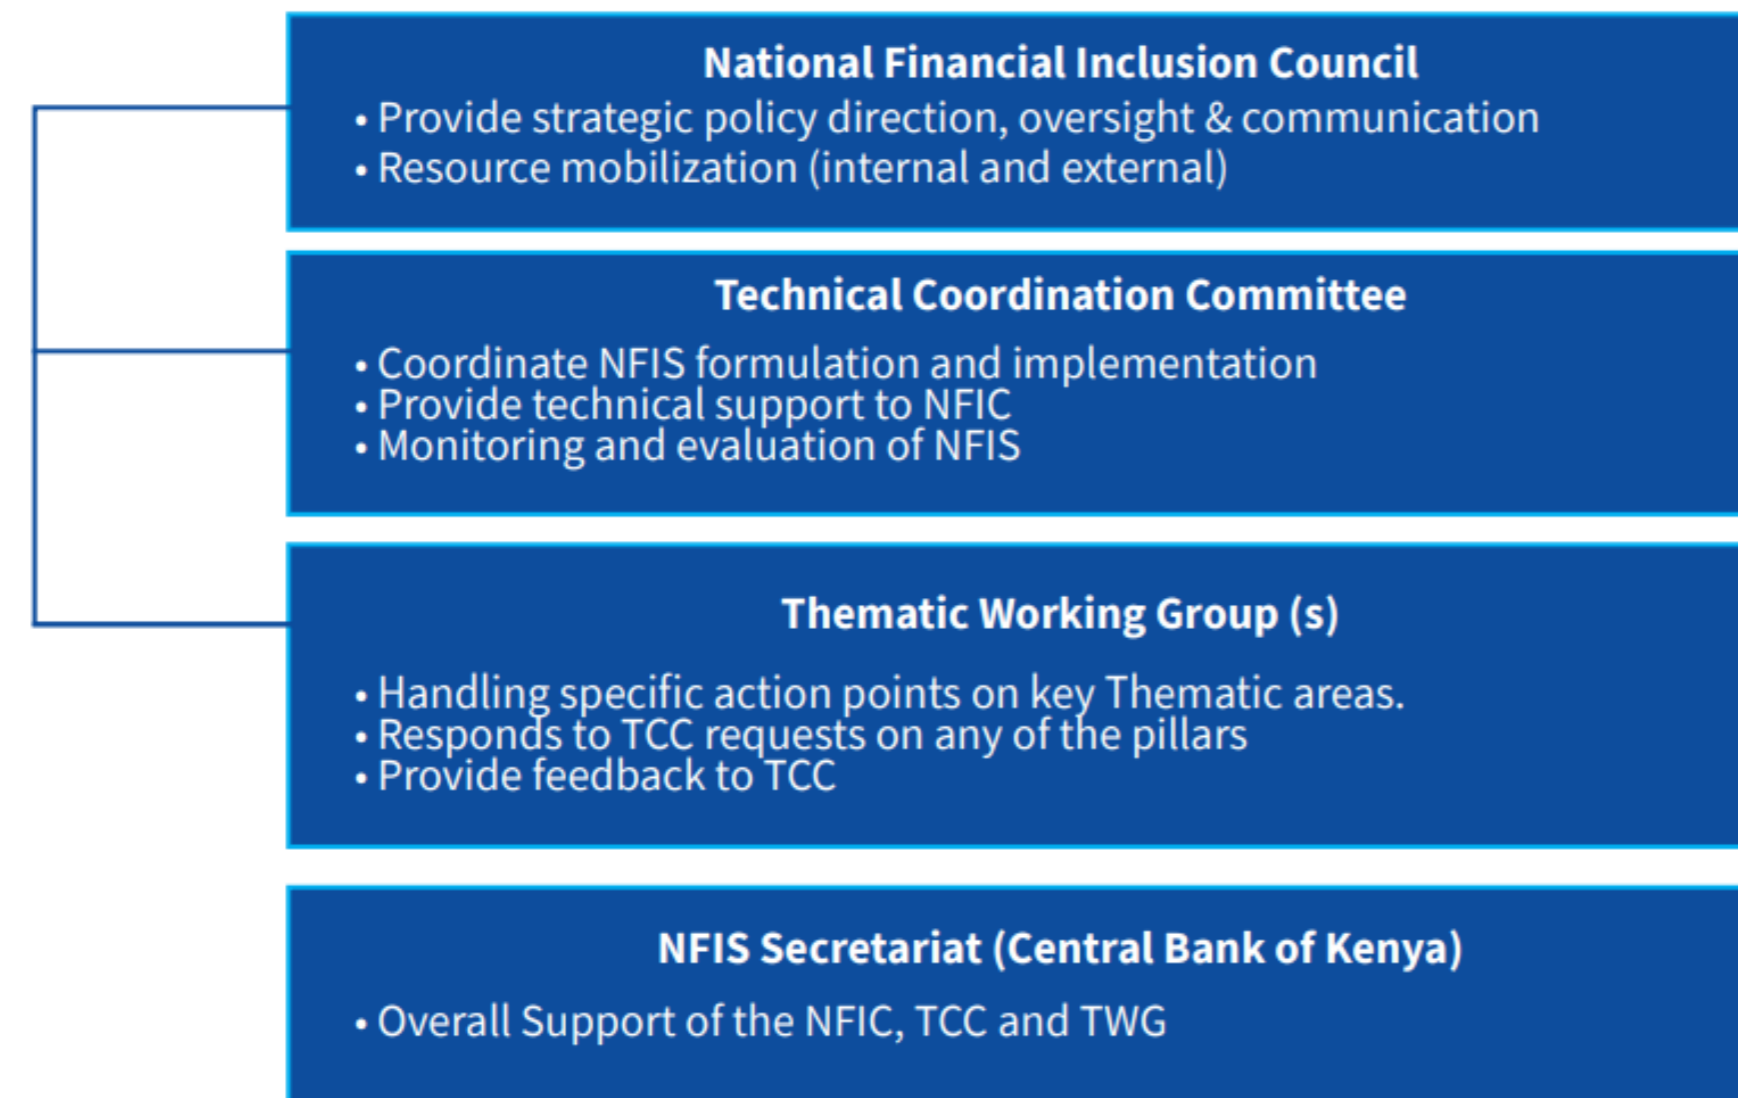 National Financial Inclusion Council
• Provide strategic policy direction, oversight & communication
• Resource mobilization (internal and external)
Technical Coordination Committee
• Coordinate NFIS formulation and implementation
• Provide technical support to NFIC
• Monitoring and evaluation of NFIS
Thematic Working Group (s)
• Handling specific action points on key Thematic areas.
• Responds to TCC requests on any of the pillars
• Provide feedback to TCC
NFIS Secretariat (Central Bank of Kenya)
• Overall Support of the NFIC, TCC and TWG